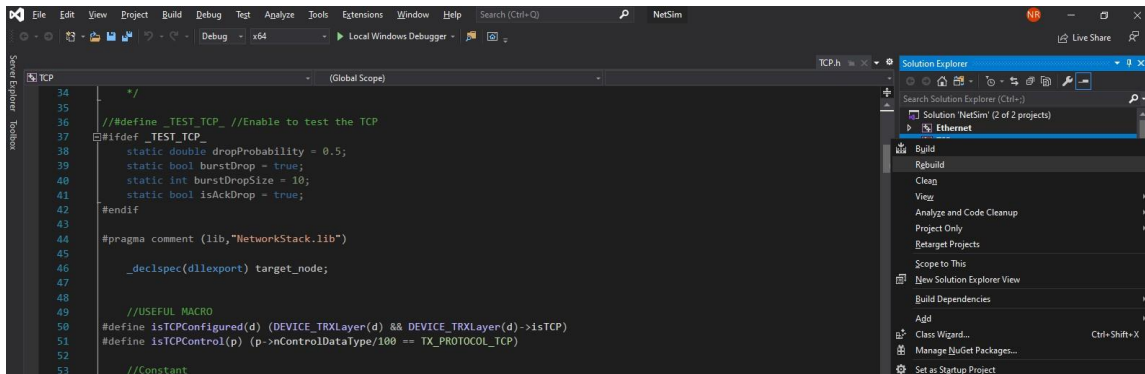 File Edit View Project Build Debug Test Analyze Tools Extensions Window Help Search (Ctrl+Q) NetSim NR
Debug x64 Local Windows Debugger Live Share
Server Explorer
Toolbox
TCP.h
TCP (Global Scope)
34 */
35
36 //#define _TEST_TCP_ //Enable to test the TCP
37 #ifdef _TEST_TCP_
38 static double dropProbability = 0.5;
39 static bool burstDrop = true;
40 static int burstDropSize = 10;
41 static bool isAckDrop = true;
42 #endif
43
44 #pragma comment (lib,"NetworkStack.lib")
45
46 _declspec(dllexport) target_node;
47
48
49 //USEFUL MACRO
50 #define isTCPConfigured(d) (DEVICE_TRXLayer(d) && DEVICE_TRXLayer(d)->isTCP)
51 #define isTCPControl(p) (p->nControlDataType/100 == TX_PROTOCOL_TCP)
52
53 //Constant
Solution Explorer
Search Solution Explorer (Ctrl+;)
Solution 'NetSim' (2 of 2 projects)
Ethernet
Build
Rebuild
Clean
View
Analyze and Code Cleanup
Project Only
Retarget Projects
Scope to This
New Solution Explorer View
Build Dependencies
Add
Class Wizard... Ctrl+Shift+X
Manage NuGet Packages...
Set as Startup Project